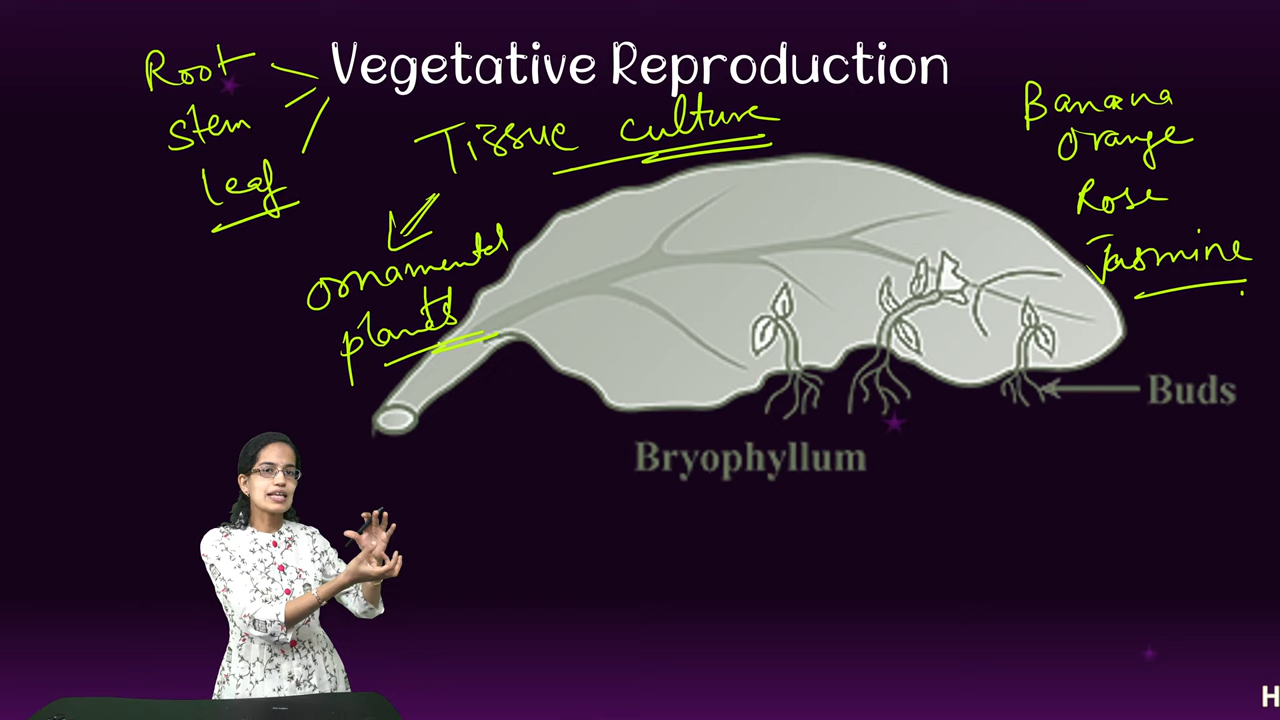 Vegetative Reproduction
Root
stem
leaf
Tissue culture
ornamental
plants
Banana
Orange
Rose
Jasmine
Buds
Bryophyllum
H